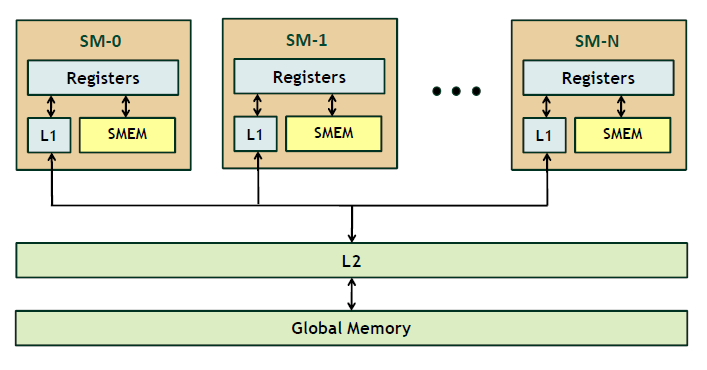 SM-0
SM-1
SM-N
Registers
Registers
Registers
L1
SMEM
L1
SMEM
L1
SMEM
L2
Global Memory